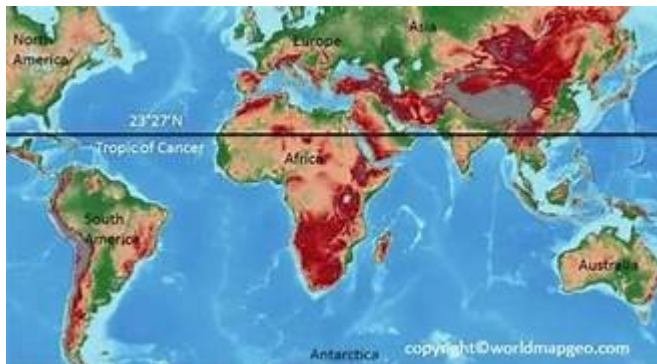 North
America
Europe
Asia
23°27'N
Tropic of Cancer
Africa
South
America
Australia
Antarctica
copyright©worldmapgeo.com